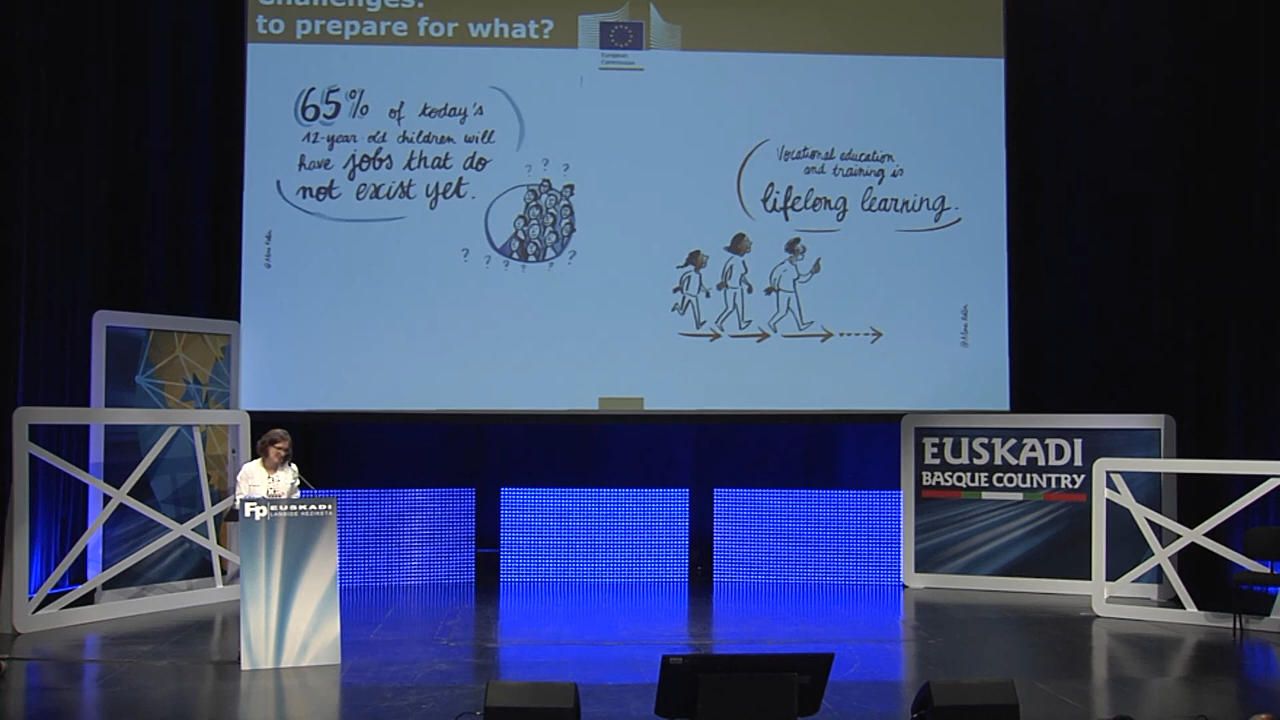 challenges:
to prepare for what?
European
Commission
65% of today's
12-year-old children will
have jobs that do
not exist yet.
? ? ?
? ? ? ? ? ?
Vocational education
and training is
lifelong learning.
EUSKADI
BASQUE COUNTRY
Fp EUSKADI
LANBIDE HEZIKETA